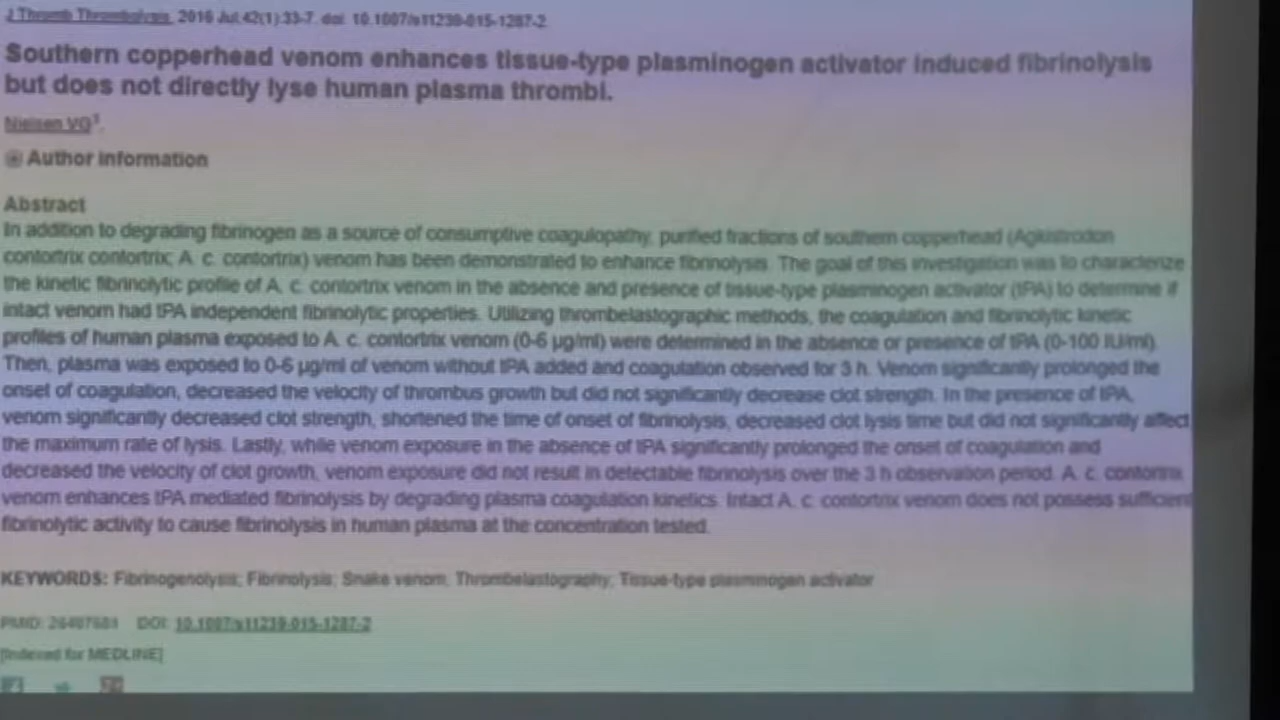 J Thromb Thrombolysis. 2016 Jul;42(1):33-7. doi: 10.1007/s11239-015-1287-2.
Southern copperhead venom enhances tissue-type plasminogen activator induced fibrinolysis
but does not directly lyse human plasma thrombi.
Nielsen VG1.
Author information
Abstract
In addition to degrading fibrinogen as a source of consumptive coagulopathy, purified fractions of southern copperhead (Agkistrodon
contortrix contortrix; A. c. contortrix) venom has been demonstrated to enhance fibrinolysis. The goal of this investigation was to characterize
the kinetic fibrinolytic profile of A. c. contortrix venom in the absence and presence of tissue-type plasminogen activator (tPA) to determine if
intact venom had tPA independent fibrinolytic properties. Utilizing thrombelastographic methods, the coagulation and fibrinolytic kinetic
profiles of human plasma exposed to A. c. contortrix venom (0-6 µg/ml) were determined in the absence or presence of tPA (0-100 IU/ml).
Then, plasma was exposed to 0-6 µg/ml of venom without tPA added and coagulation observed for 3 h. Venom significantly prolonged the
onset of coagulation, decreased the velocity of thrombus growth but did not significantly decrease clot strength. In the presence of tPA,
venom significantly decreased clot strength, shortened the time of onset of fibrinolysis, decreased clot lysis time but did not significantly affect
the maximum rate of lysis. Lastly, while venom exposure in the absence of tPA significantly prolonged the onset of coagulation and
decreased the velocity of clot growth, venom exposure did not result in detectable fibrinolysis over the 3 h observation period. A. c. contortrix
venom enhances tPA mediated fibrinolysis by degrading plasma coagulation kinetics. Intact A. c. contortrix venom does not possess sufficient
fibrinolytic activity to cause fibrinolysis in human plasma at the concentration tested.
KEYWORDS: Fibrinogenolysis; Fibrinolysis; Snake venom; Thrombelastography; Tissue-type plasminogen activator
PMID: DOI: 10.1007/s11239-015-1287-2
[Indexed for MEDLINE]